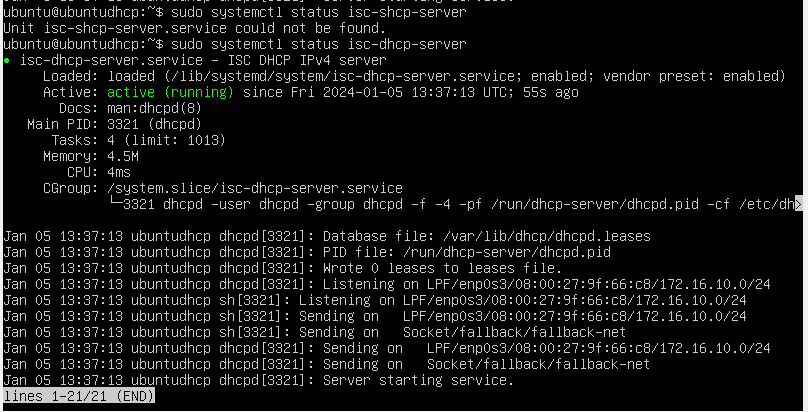 ubuntu@ubuntudhcp:~$ sudo systemctl status isc-shcp-server
Unit isc-shcp-server.service could not be found.
ubuntu@ubuntudhcp:~$ sudo systemctl status isc-dhcp-server
● isc-dhcp-server.service - ISC DHCP IPv4 server
Loaded: loaded (/lib/systemd/system/isc-dhcp-server.service; enabled; vendor preset: enabled)
Active: active (running) since Fri 2024-01-05 13:37:13 UTC; 55s ago
Docs: man:dhcpd(8)
Main PID: 3321 (dhcpd)
Tasks: 4 (limit: 1013)
Memory: 4.5M
CPU: 4ms
CGroup: /system.slice/isc-dhcp-server.service
└─3321 dhcpd -user dhcpd -group dhcpd -f -4 -pf /run/dhcp-server/dhcpd.pid -cf /etc/dh>
Jan 05 13:37:13 ubuntudhcp dhcpd[3321]: Database file: /var/lib/dhcp/dhcpd.leases
Jan 05 13:37:13 ubuntudhcp dhcpd[3321]: PID file: /run/dhcp-server/dhcpd.pid
Jan 05 13:37:13 ubuntudhcp dhcpd[3321]: Wrote 0 leases to leases file.
Jan 05 13:37:13 ubuntudhcp dhcpd[3321]: Listening on LPF/enp0s3/08:00:27:9f:66:c8/172.16.10.0/24
Jan 05 13:37:13 ubuntudhcp sh[3321]: Listening on LPF/enp0s3/08:00:27:9f:66:c8/172.16.10.0/24
Jan 05 13:37:13 ubuntudhcp sh[3321]: Sending on   LPF/enp0s3/08:00:27:9f:66:c8/172.16.10.0/24
Jan 05 13:37:13 ubuntudhcp sh[3321]: Sending on   Socket/fallback/fallback-net
Jan 05 13:37:13 ubuntudhcp dhcpd[3321]: Sending on   LPF/enp0s3/08:00:27:9f:66:c8/172.16.10.0/24
Jan 05 13:37:13 ubuntudhcp dhcpd[3321]: Sending on   Socket/fallback/fallback-net
Jan 05 13:37:13 ubuntudhcp dhcpd[3321]: Server starting service.
lines 1-21/21 (END)